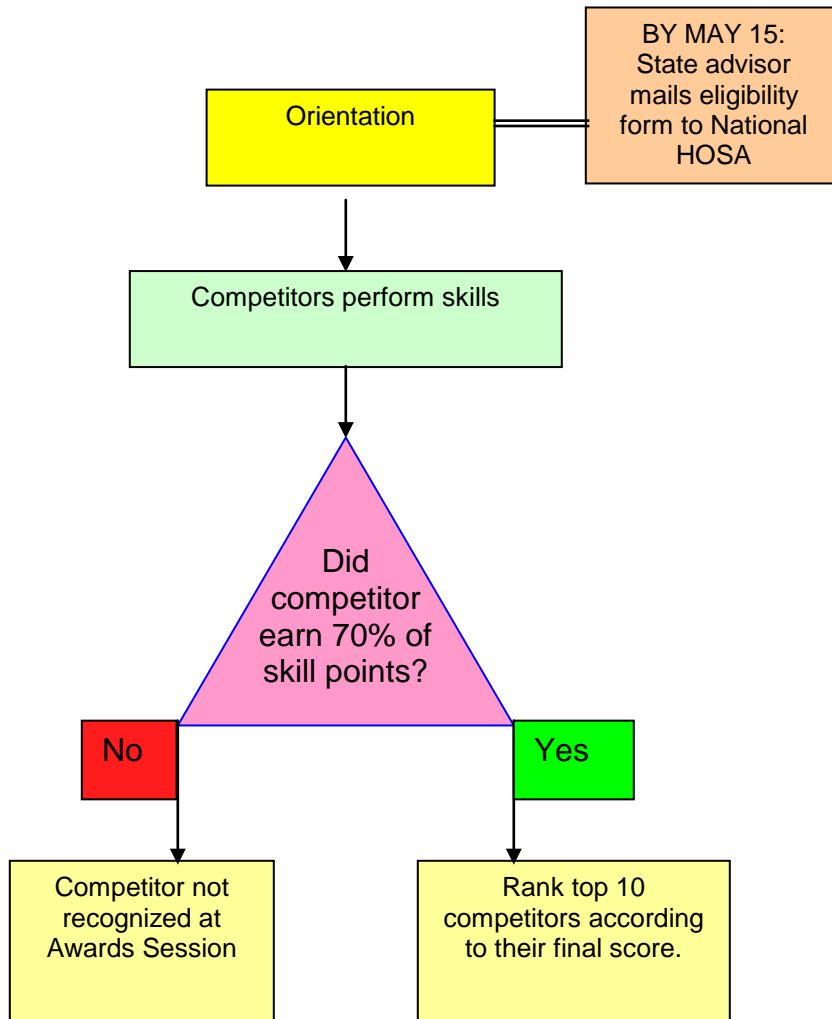 BY MAY 15:
State advisor
mails eligibility
form to National
HOSA
Orientation
Competitors perform skills
Did
competitor
earn 70% of
skill points?
No
Yes
Competitor not
recognized at
Awards Session
Rank top 10
competitors according
to their final score.